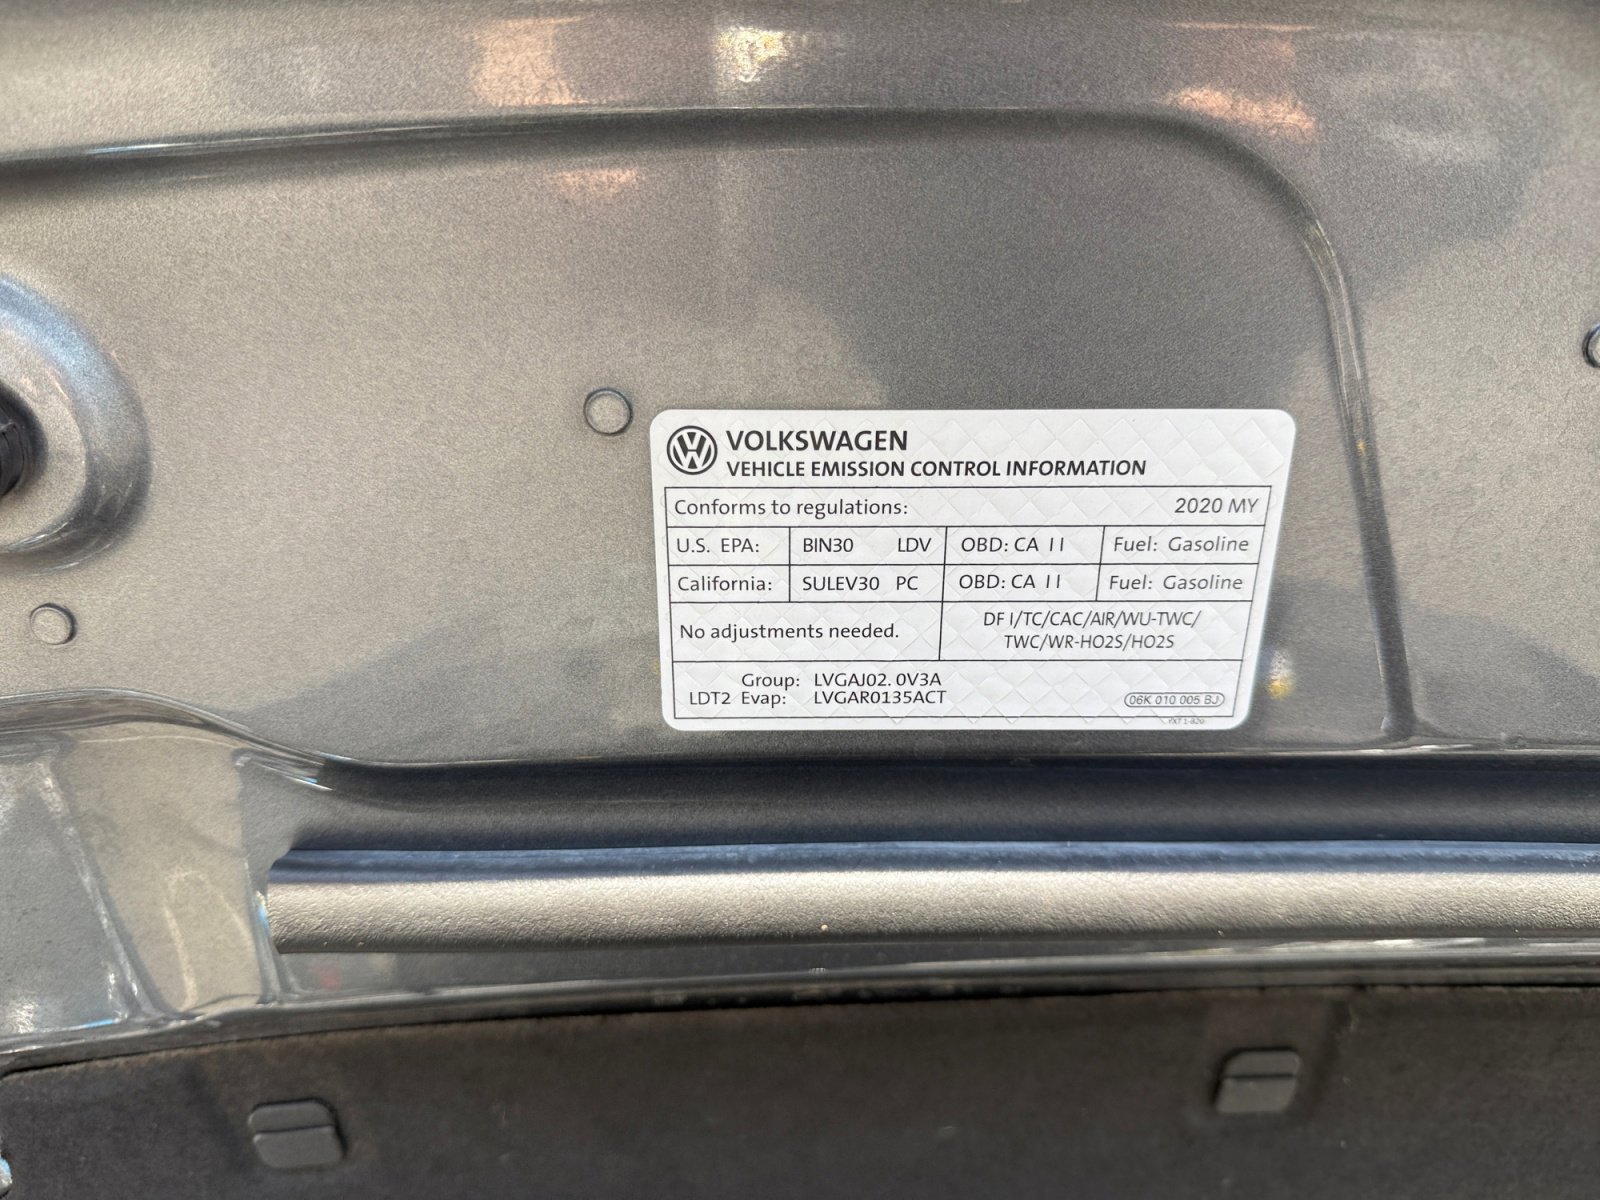 VOLKSWAGEN
VEHICLE EMISSION CONTROL INFORMATION
Conforms to regulations: 2020 MY
U.S. EPA: BIN30 LDV OBD: CA II Fuel: Gasoline
California: SULEV30 PC OBD: CA II Fuel: Gasoline
No adjustments needed.
DFI/TC/CAC/AIR/WU-TWC/
TWC/WR-HO2S/HO2S
Group: LVGAJ02.0V3A
LDT2 Evap: LVGAR0135ACT
06K 010 005 BJ